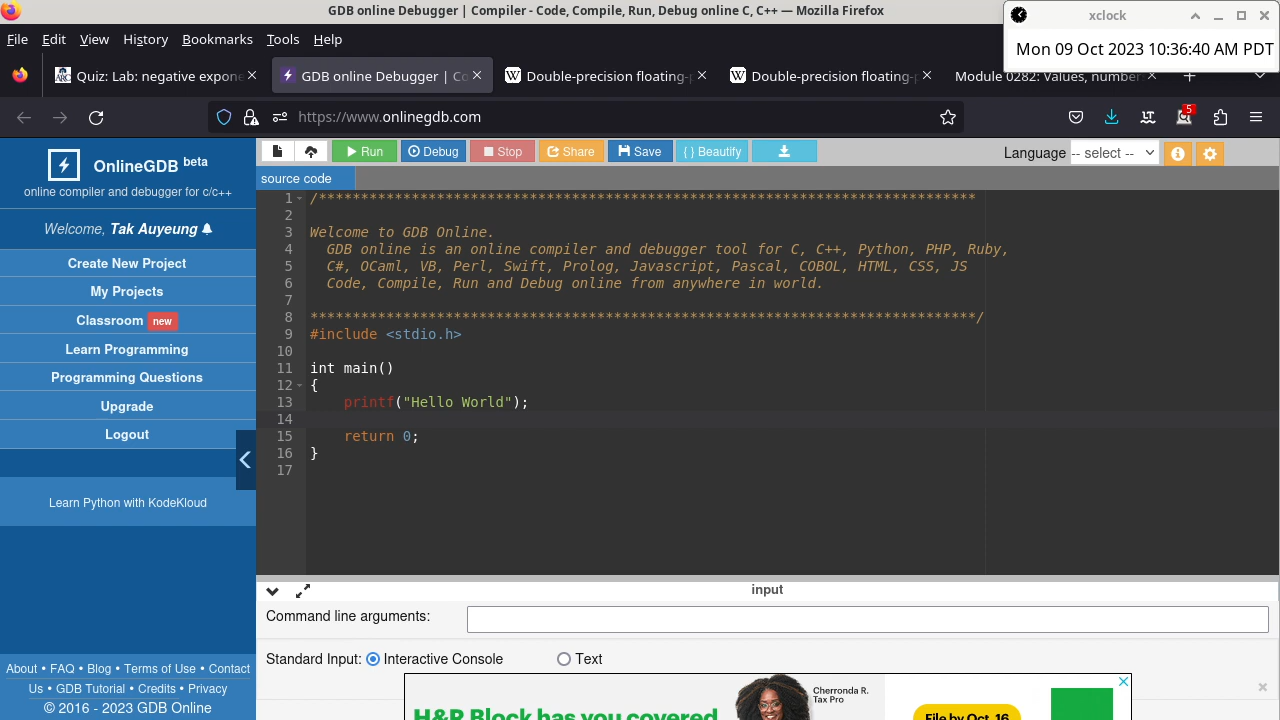 GDB online Debugger | Compiler - Code, Compile, Run, Debug online C, C++ — Mozilla Firefox
xclock
Mon 09 Oct 2023 10:36:40 AM PDT
File Edit View History Bookmarks Tools Help
Quiz: Lab: negative expone
GDB online Debugger | Co
Double-precision floating-
Double-precision floating-
Module 0282: Values, number
https://www.onlinegdb.com
5
OnlineGDB beta
online compiler and debugger for c/c++
Welcome, Tak Auyeung
Create New Project
My Projects
Classroom new
Learn Programming
Programming Questions
Upgrade
Logout
Learn Python with KodeKloud
About • FAQ • Blog • Terms of Use • Contact
Us • GDB Tutorial • Credits • Privacy
© 2016 - 2023 GDB Online
Run Debug Stop Share Save { } Beautify
Language -- select --
source code
1 /******************************************************************************
2
3 Welcome to GDB Online.
4 GDB online is an online compiler and debugger tool for C, C++, Python, PHP, Ruby,
5 C#, OCaml, VB, Perl, Swift, Prolog, Javascript, Pascal, COBOL, HTML, CSS, JS
6 Code, Compile, Run and Debug online from anywhere in world.
7
8 *******************************************************************************/
9 #include <stdio.h>
10
11 int main()
12 {
13 printf("Hello World");
14
15 return 0;
16 }
17
input
Command line arguments:
Standard Input: Interactive Console Text
H&R Block has you covered
Cherronda R.
Tax Pro
File by Oct. 16